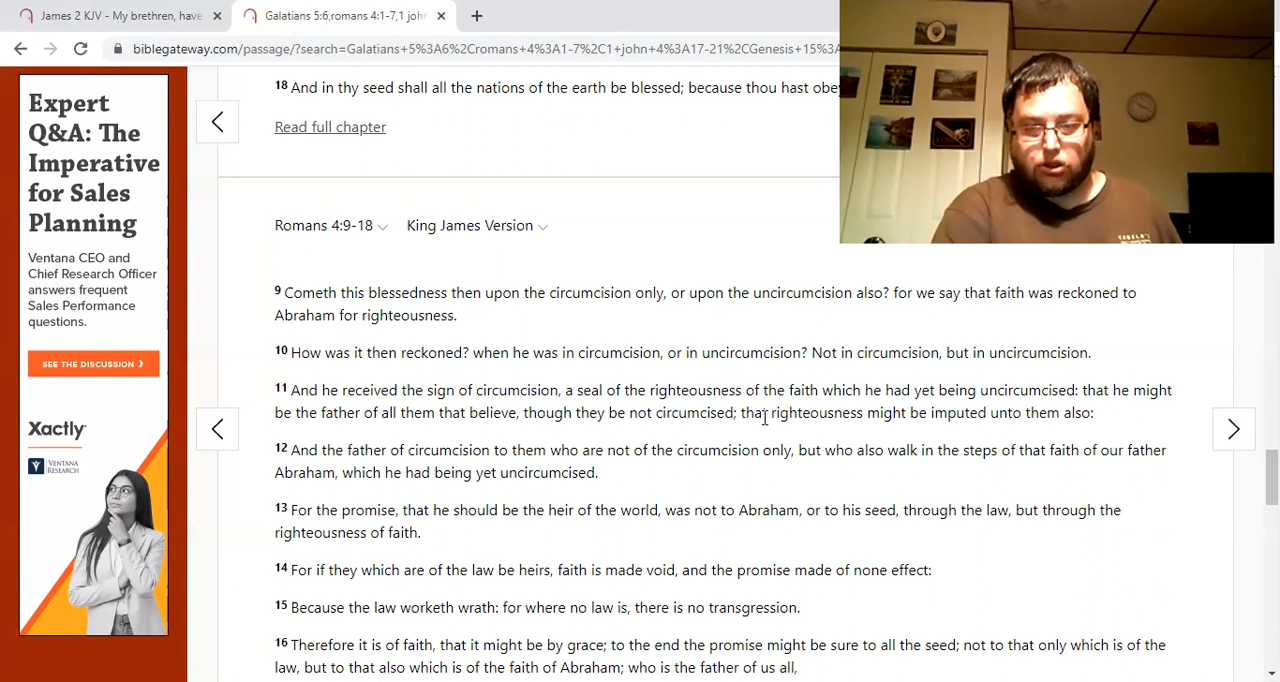 James 2 KJV - My brethren, have
Galatians 5:6,romans 4:1-7,1 john
biblegateway.com/passage/?search=Galatians+5%3A6%2Cromans+4%3A1-7%2C1+john+4%3A17-21%2CGenesis+15%3
Expert
Q&A: The
Imperative
for Sales
Planning
Ventana CEO and
Chief Research Officer
answers frequent
Sales Performance
questions.
SEE THE DISCUSSION
Xactly
VENTANA
RESEARCH
18 And in thy seed shall all the nations of the earth be blessed; because thou hast obe
Read full chapter
Romans 4:9-18 King James Version
9 Cometh this blessedness then upon the circumcision only, or upon the uncircumcision also? for we say that faith was reckoned to
Abraham for righteousness.
10 How was it then reckoned? when he was in circumcision, or in uncircumcision? Not in circumcision, but in uncircumcision.
11 And he received the sign of circumcision, a seal of the righteousness of the faith which he had yet being uncircumcised: that he might
be the father of all them that believe, though they be not circumcised; that righteousness might be imputed unto them also:
12 And the father of circumcision to them who are not of the circumcision only, but who also walk in the steps of that faith of our father
Abraham, which he had being yet uncircumcised.
13 For the promise, that he should be the heir of the world, was not to Abraham, or to his seed, through the law, but through the
righteousness of faith.
14 For if they which are of the law be heirs, faith is made void, and the promise made of none effect:
15 Because the law worketh wrath: for where no law is, there is no transgression.
16 Therefore it is of faith, that it might be by grace; to the end the promise might be sure to all the seed; not to that only which is of the
law, but to that also which is of the faith of Abraham; who is the father of us all,